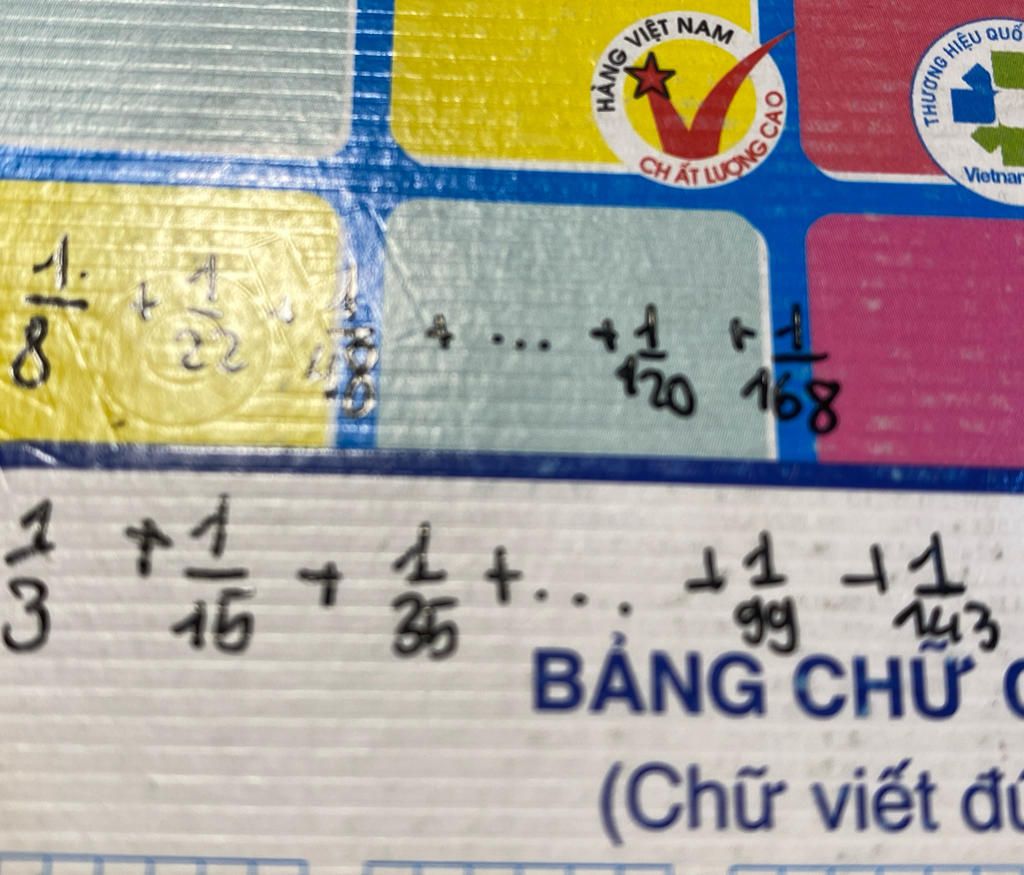 HÀNG VIỆT NAM
CHẤT LƯỢNG CAO
THƯƠNG HIỆU QUỐ
Vietnar
1/8 + 1/22 + 1/ + ... + 1/120 + 1/168
1/3 + 1/15 + 1/35 + ... + 1/99 + 1/143
BẢNG CHỮ
(Chữ viết đú